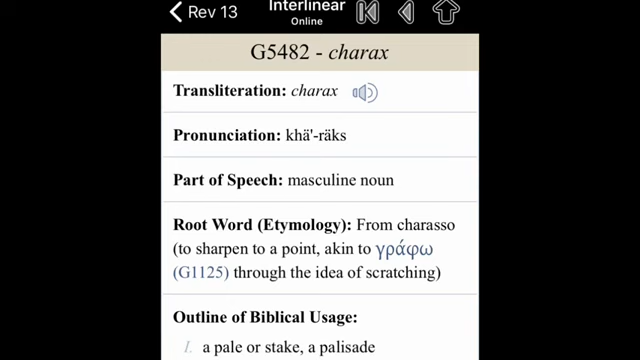 Rev 13
Interlinear
Online
G5482 - charax
Transliteration: charax
Pronunciation: khä'-räks
Part of Speech: masculine noun
Root Word (Etymology): From charasso
(to sharpen to a point, akin to γράφω
(G1125) through the idea of scratching)
Outline of Biblical Usage:
I. a pale or stake, a palisade